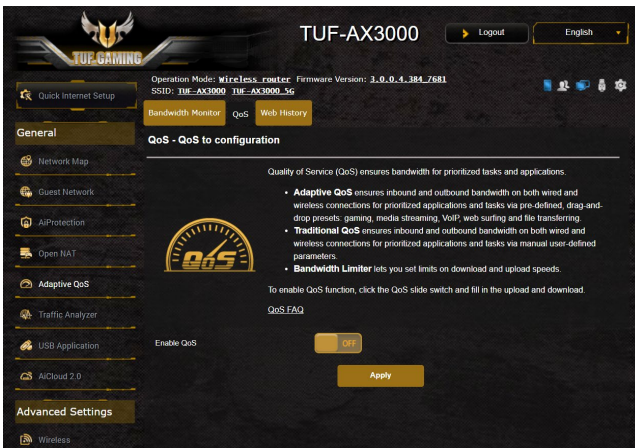 TUF GAMING
TUF-AX3000
Logout
English
Quick Internet Setup
Operation Mode: Wireless router Firmware Version: 3.0.0.4.384_7681
SSID: TUF-AX3000 TUF-AX3000_5G
Bandwidth Monitor QoS Web History
General
Network Map
Guest Network
AiProtection
Open NAT
Adaptive QoS
Traffic Analyzer
USB Application
AiCloud 2.0
Advanced Settings
Wireless
QoS - QoS to configuration
Quality of Service (QoS) ensures bandwidth for prioritized tasks and applications.
QoS
• Adaptive QoS ensures inbound and outbound bandwidth on both wired and
wireless connections for prioritized applications and tasks via pre-defined, drag-and-
drop presets: gaming, media streaming, VoIP, web surfing and file transferring.
• Traditional QoS ensures inbound and outbound bandwidth on both wired and
wireless connections for prioritized applications and tasks via manual user-defined
parameters.
• Bandwidth Limiter lets you set limits on download and upload speeds.
To enable QoS function, click the QoS slide switch and fill in the upload and download.
QoS FAQ
Enable QoS
OFF
Apply